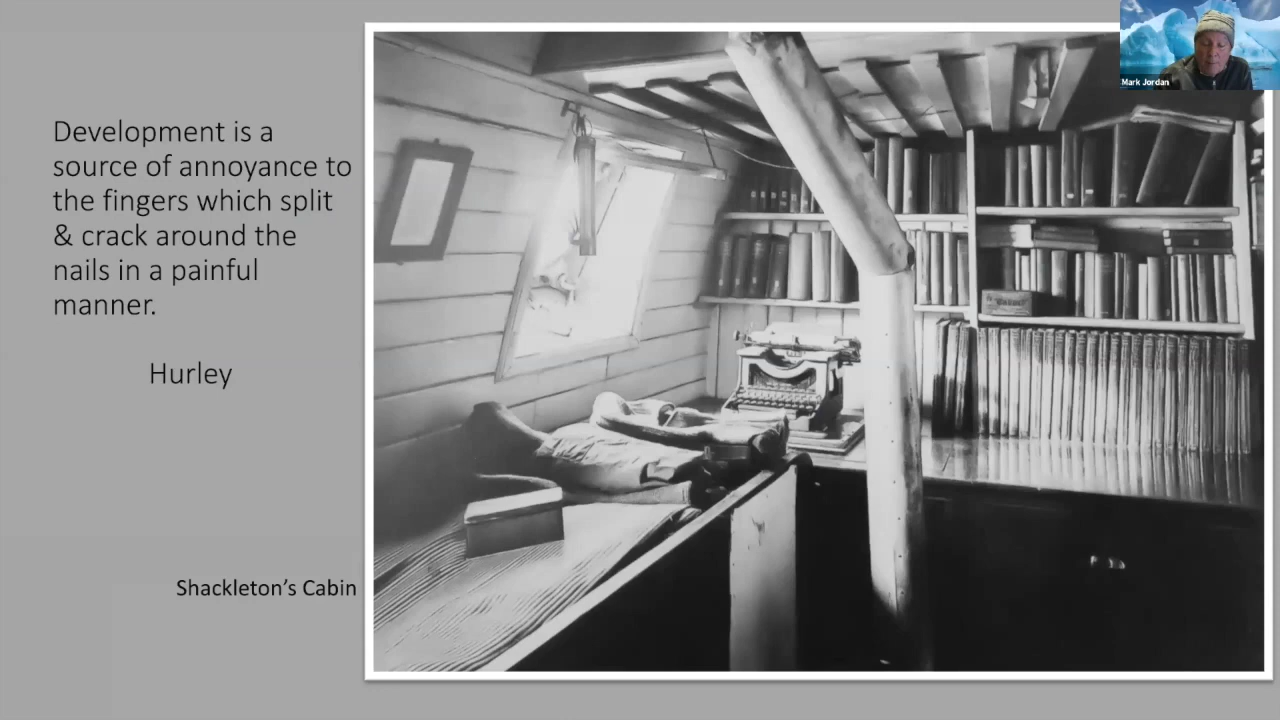 Development is a
source of annoyance to
the fingers which split
& crack around the
nails in a painful
manner.
Hurley
Shackleton’s Cabin
Mark Jordan